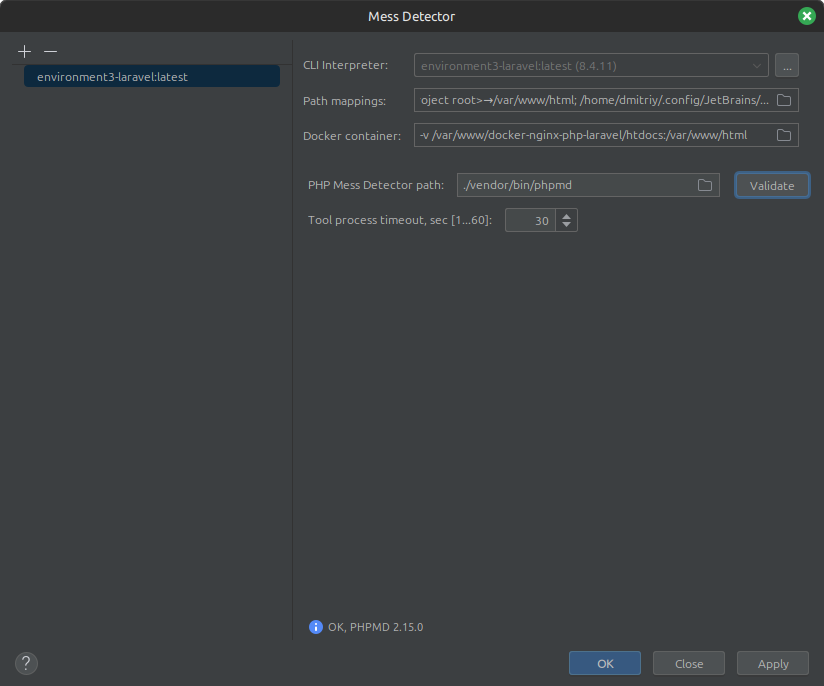 Mess Detector
environment3-laravel:latest
CLI Interpreter: environment3-laravel:latest (8.4.11) ...
Path mappings: oject root>→/var/www/html; /home/dmitriy/.config/JetBrains/...
Docker container: -v /var/www/docker-nginx-php-laravel/htdocs:/var/www/html
PHP Mess Detector path: ./vendor/bin/phpmd Validate
Tool process timeout, sec [1...60]: 30
OK, PHPMD 2.15.0
? OK Close Apply